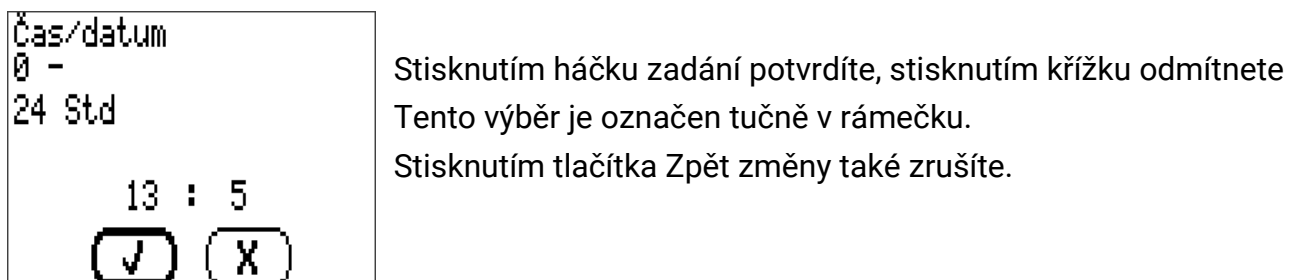 Čas/datum
0 -
24 Std
13 : 5
√ X
Stisknutím háčku zadání potvrdíte, stisknutím křížku odmítnete
Tento výběr je označen tučně v rámečku.
Stisknutím tlačítka Zpět změny také zrušíte.